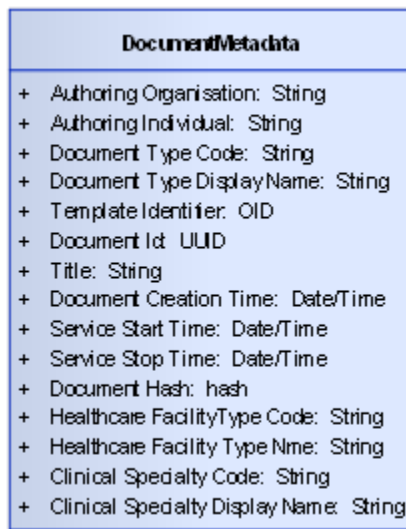 DocumentMetadata
+ Authoring Organisation: String
+ Authoring Individual: String
+ Document Type Code: String
+ Document Type Display Name: String
+ Template Identifier: OID
+ Document Id: UUID
+ Title: String
+ Document Creation Time: Date/Time
+ Service Start Time: Date/Time
+ Service Stop Time: Date/Time
+ Document Hash: hash
+ Healthcare FacilityType Code: String
+ Healthcare Facility Type Nme: String
+ Clinical Specialty Code: String
+ Clinical Specialty Display Name: String